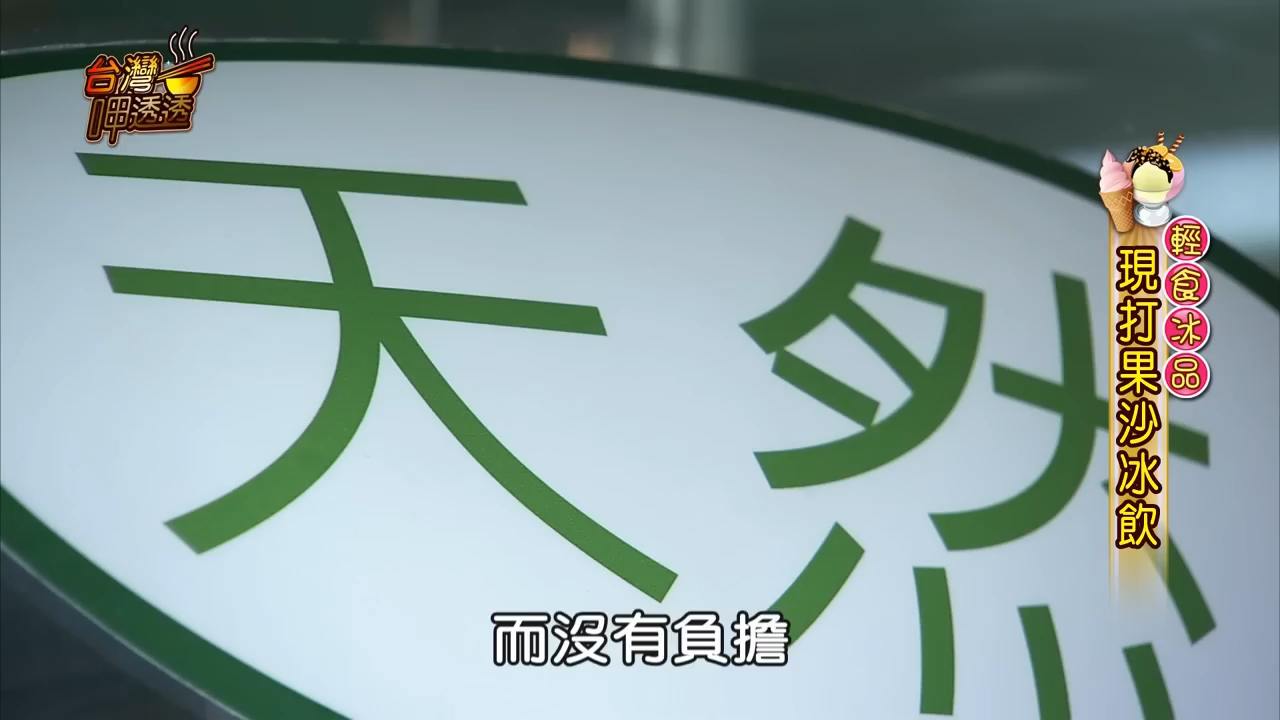 台灣
呷透透
天然
輕食冰品
現打果沙冰飲
而沒有負擔